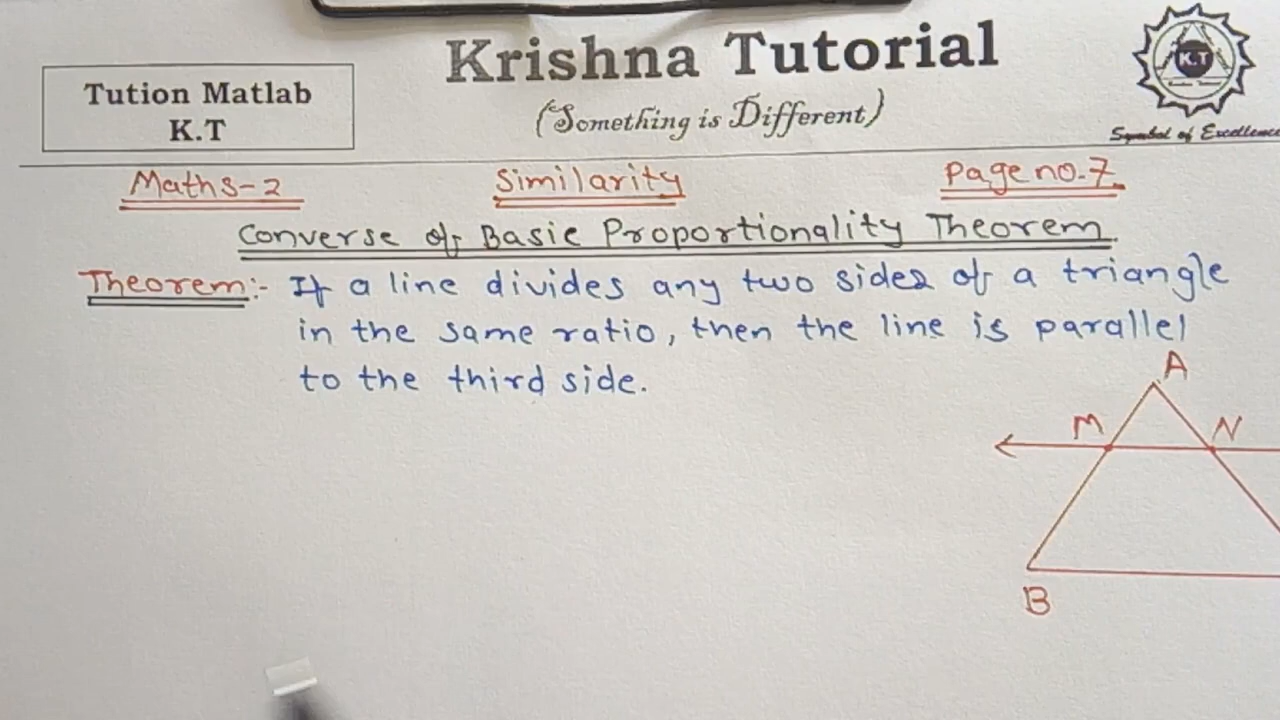 Krishna Tutorial
Tution Matlab
K.T
(Something is Different)
K.T
Symbol of Excellence
Maths-2
Similarity
Page no.7
Converse of Basic Proportionality Theorem
Theorem:- If a line divides any two sides of a triangle
in the same ratio, then the line is parallel
to the third side.
A
M
N
B